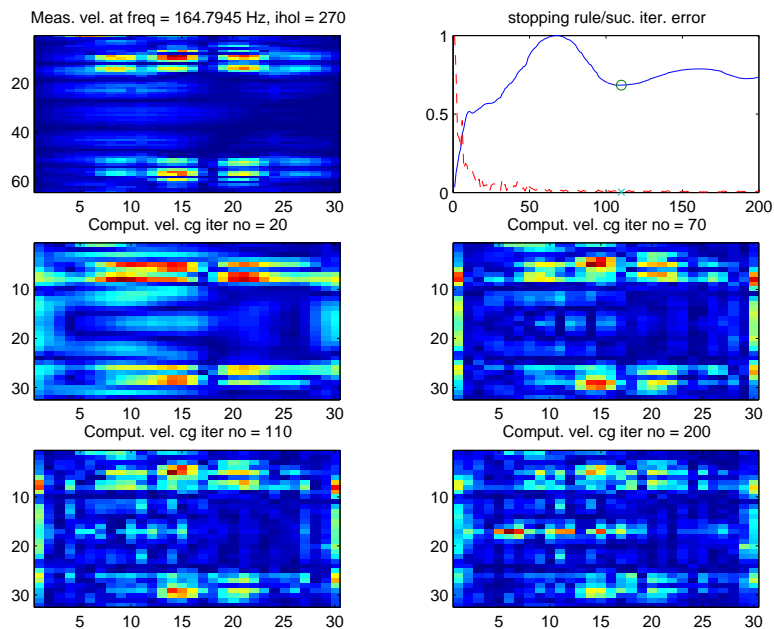 Meas. vel. at freq = 164.7945 Hz, ihol = 270
20
40
60
5 10 15 20 25 30
stopping rule/suc. iter. error
1
0.5
0
0 50 100 150 200
Comput. vel. cg iter no = 20
10
20
30
5 10 15 20 25 30
Comput. vel. cg iter no = 70
10
20
30
5 10 15 20 25 30
Comput. vel. cg iter no = 110
10
20
30
5 10 15 20 25 30
Comput. vel. cg iter no = 200
10
20
30
5 10 15 20 25 30